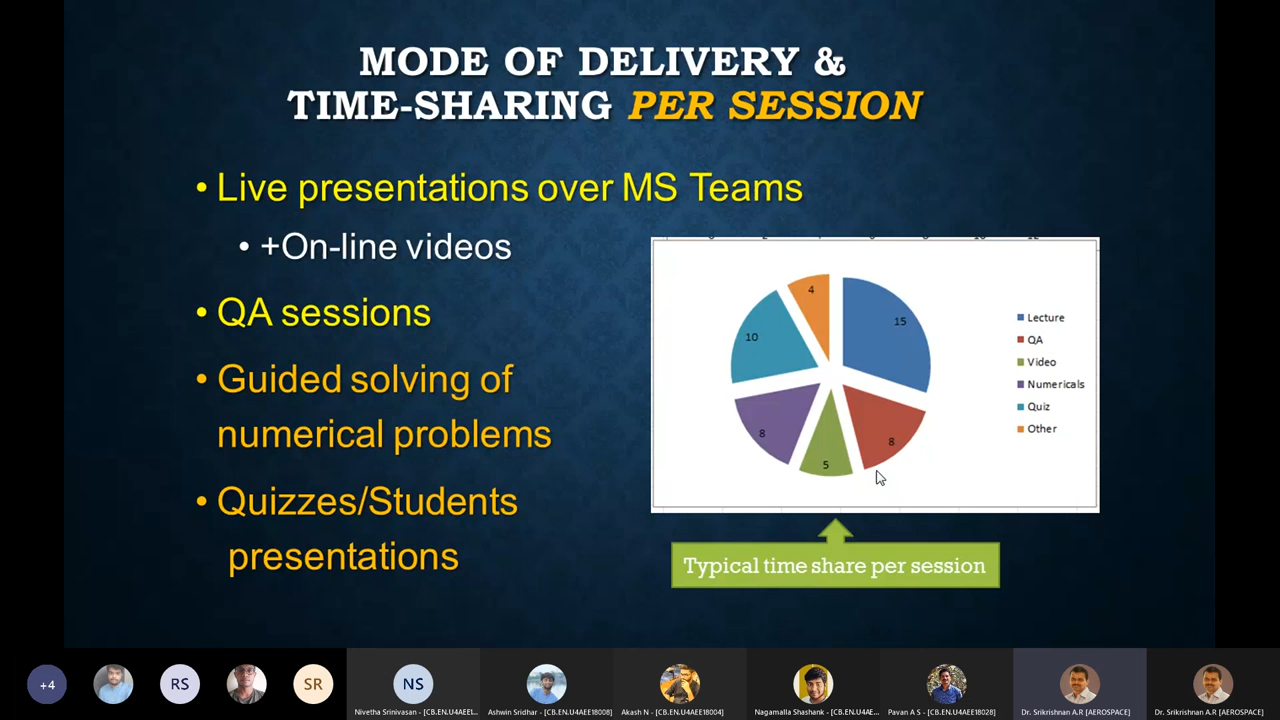 MODE OF DELIVERY &
TIME-SHARING PER SESSION
• Live presentations over MS Teams
• +On-line videos
• QA sessions
• Guided solving of
numerical problems
• Quizzes/Students
presentations
4
15
10
8
8
5
Lecture
QA
Video
Numericals
Quiz
Other
Typical time share per session
+4
RS
SR
NS
Nivetha Srinivasan - [CB.EN.U4AEE...
Ashwin Sridhar - [CB.EN.U4AEE18008]
Akash N - [CB.EN.U4AEE18004]
Nagamalla Shashank - [CB.EN.U4AE...
Pavan A S - [CB.EN.U4AEE18028]
Dr. Srikrishnan A.R [AEROSPACE]
Dr. Srikrishnan A.R [AEROSPACE]